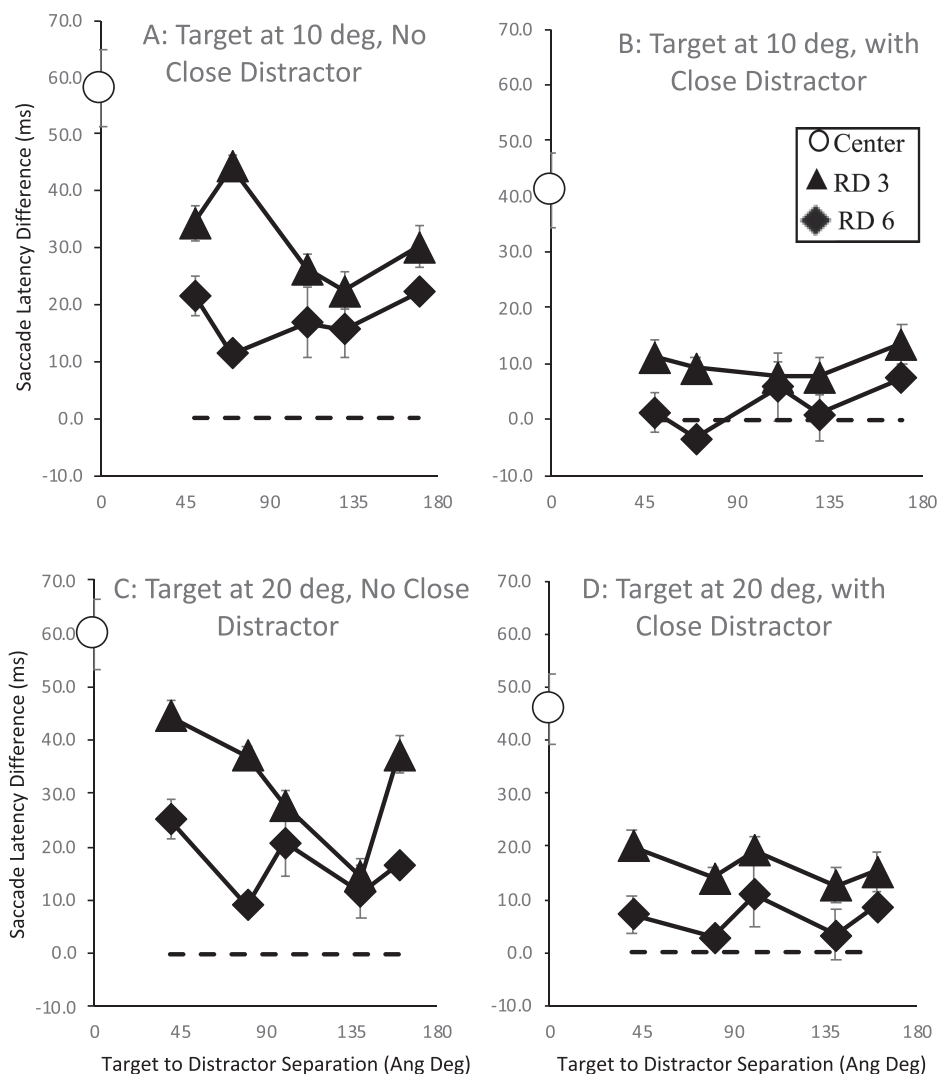 A: Target at 10 deg, No
Close Distractor
70.0
60.0
50.0
40.0
30.0
20.0
10.0
0.0
-10.0
0 45 90 135 180
Saccade Latency Difference (ms)
B: Target at 10 deg, with
Close Distractor
70.0
60.0
50.0
40.0
30.0
20.0
10.0
0.0
-10.0
0 45 90 135 180
Center
RD 3
RD 6
C: Target at 20 deg, No Close
Distractor
70.0
60.0
50.0
40.0
30.0
20.0
10.0
0.0
-10.0
0 45 90 135 180
Saccade Latency Difference (ms)
Target to Distractor Separation (Ang Deg)
D: Target at 20 deg, with
Close Distractor
70.0
60.0
50.0
40.0
30.0
20.0
10.0
0.0
-10.0
0 45 90 135 180
Target to Distractor Separation (Ang Deg)